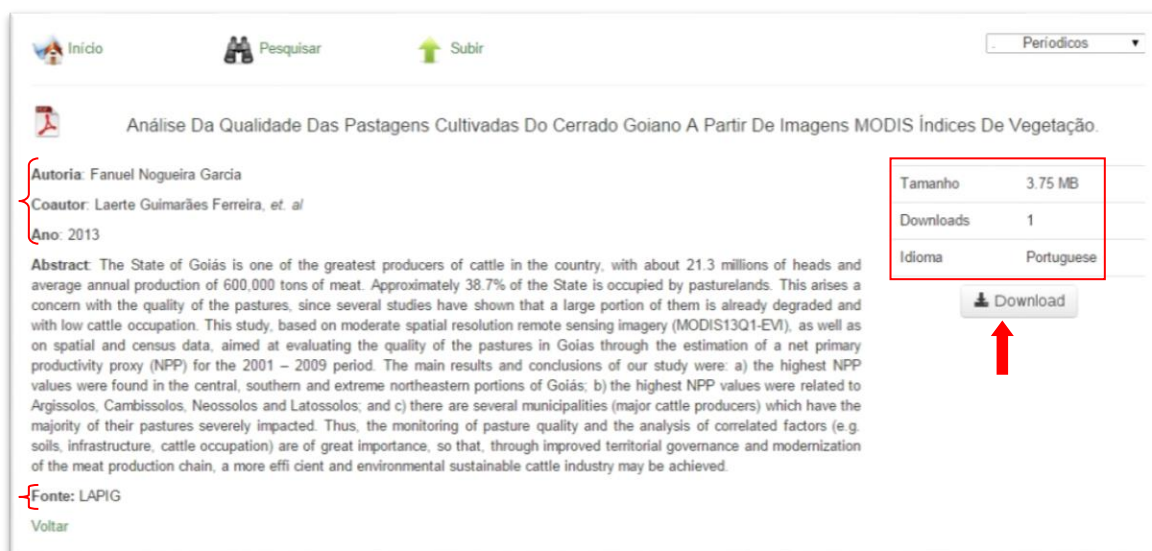 Início Pesquisar Subir . Periodicos
Análise Da Qualidade Das Pastagens Cultivadas Do Cerrado Goiano A Partir De Imagens MODIS Índices De Vegetação.
Autoria: Fanuel Nogueira Garcia
Coautor: Laerte Guimarães Ferreira, et. al
Ano: 2013
Abstract: The State of Goiás is one of the greatest producers of cattle in the country, with about 21.3 millions of heads and
average annual production of 600,000 tons of meat. Approximately 38.7% of the State is occupied by pasturelands. This arises a
concern with the quality of the pastures, since several studies have shown that a large portion of them is already degraded and
with low cattle occupation. This study, based on moderate spatial resolution remote sensing imagery (MODIS13Q1-EVI), as well as
on spatial and census data, aimed at evaluating the quality of the pastures in Goias through the estimation of a net primary
productivity proxy (NPP) for the 2001 – 2009 period. The main results and conclusions of our study were: a) the highest NPP
values were found in the central, southern and extreme northeastern portions of Goiás; b) the highest NPP values were related to
Argissolos, Cambissolos, Neossolos and Latossolos; and c) there are several municipalities (major cattle producers) which have the
majority of their pastures severely impacted. Thus, the monitoring of pasture quality and the analysis of correlated factors (e.g.
soils, infrastructure, cattle occupation) are of great importance, so that, through improved territorial governance and modernization
of the meat production chain, a more effi cient and environmental sustainable cattle industry may be achieved.
Fonte: LAPIG
Voltar
Tamanho 3.75 MB
Downloads 1
Idioma Portuguese
Download